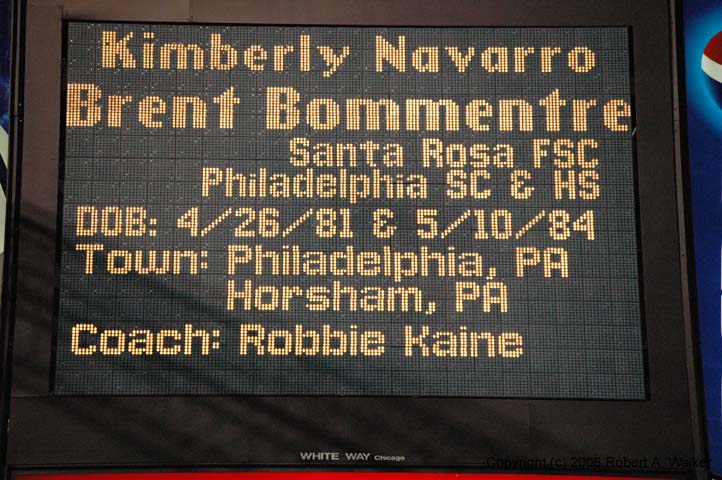 Kimberly Navarro
Brent Bommentre
Santa Rosa FSC
Philadelphia SC & HS
DOB: 4/26/81 & 5/10/84
Town: Philadelphia, PA
Horsham, PA
Coach: Robbie Kaine
WHITE WAY Chicago
Copyright (c) 2006 Robert A. Walker